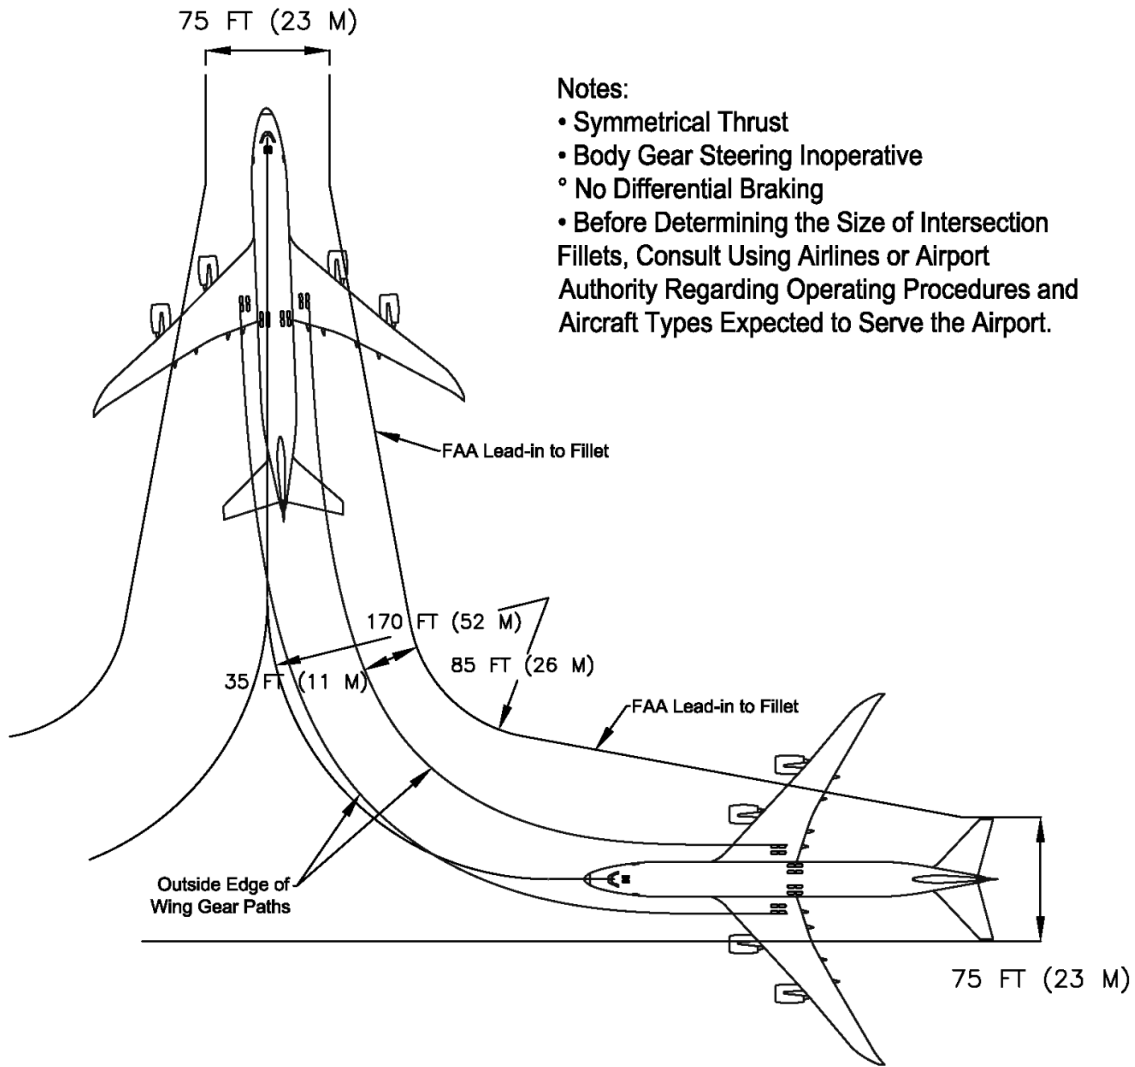 75 FT (23 M)
Notes:
• Symmetrical Thrust
• Body Gear Steering Inoperative
° No Differential Braking
• Before Determining the Size of Intersection
Fillets, Consult Using Airlines or Airport
Authority Regarding Operating Procedures and
Aircraft Types Expected to Serve the Airport.
FAA Lead-in to Fillet
170 FT (52 M)
85 FT (26 M)
35 FT (11 M)
FAA Lead-in to Fillet
Outside Edge of
Wing Gear Paths
75 FT (23 M)